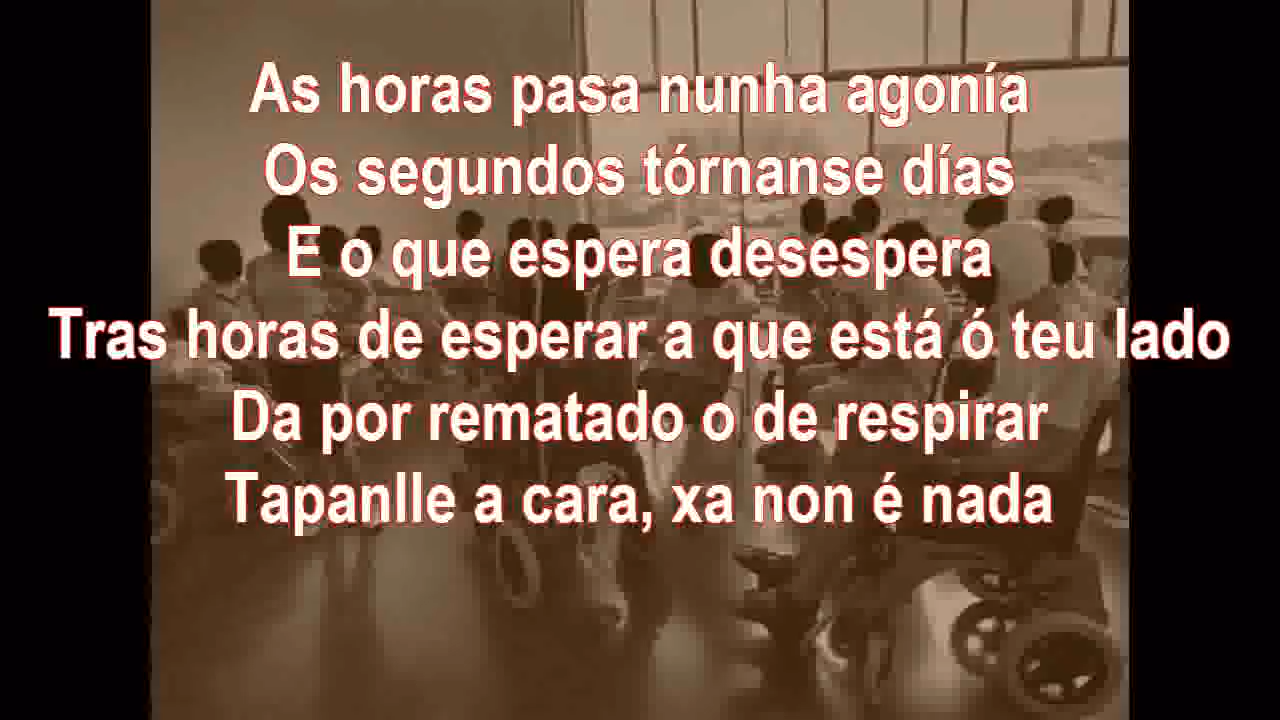 As horas pasa nunha agonía
Os segundos tórnanse días
E o que espera desespera
Tras horas de esperar a que está ó teu lado
Da por rematado o de respirar
Tapanlle a cara, xa non é nada